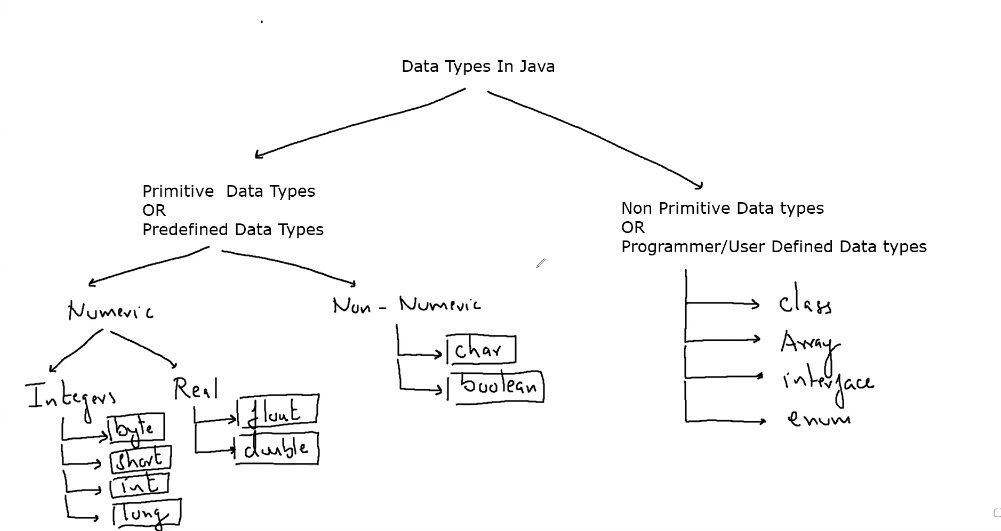 Data Types In Java
Primitive Data Types
OR
Predefined Data Types
Non Primitive Data types
OR
Programmer/User Defined Data types
Numeric
Non - Numeric
class
char
Array
boolean
interface
enum
Integers
Real
byte
float
short
double
int
long